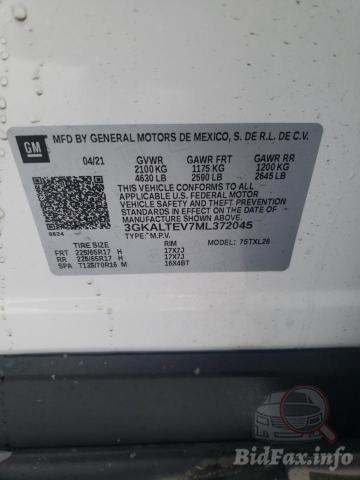 GM
MFD BY GENERAL MOTORS DE MEXICO, S. DE R.L. DE C.V.
04/21 GVWR GAWR FRT GAWR RR
2100 KG 1175 KG 1200 KG
4630 LB 2590 LB 2645 LB
THIS VEHICLE CONFORMS TO ALL
APPLICABLE U.S. FEDERAL MOTOR
VEHICLE SAFETY AND THEFT PREVENTION
STANDARDS IN EFFECT ON THE DATE OF
MANUFACTURE SHOWN ABOVE.
3GKALTEV7ML372045
TYPE: M.P.V.
6624 TIRE SIZE RIM MODEL: 75TXL26
FRT 225/65R17 H 17X7J
RR 225/65R17 H 17X7J
SPA T135/70R16 M 16X4BT
BidFax.info